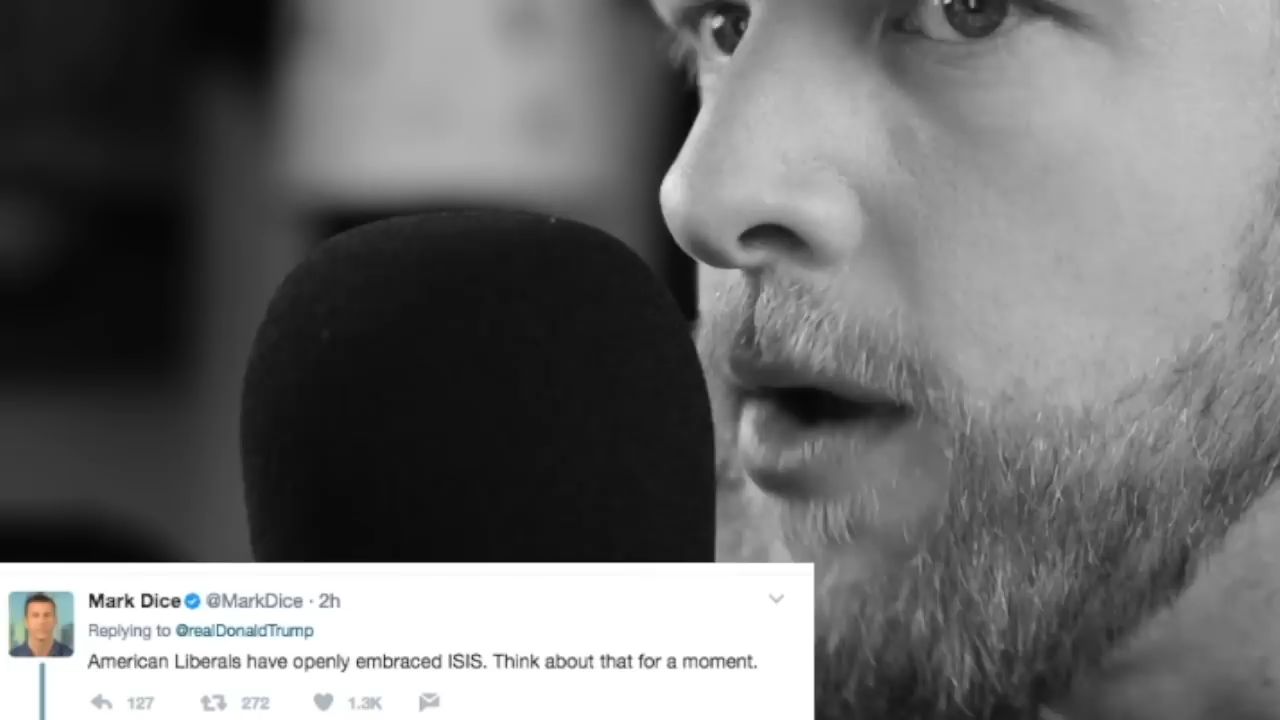 Mark Dice @MarkDice · 2h
Replying to @realDonaldTrump
American Liberals have openly embraced ISIS. Think about that for a moment.
127 272 1.3K